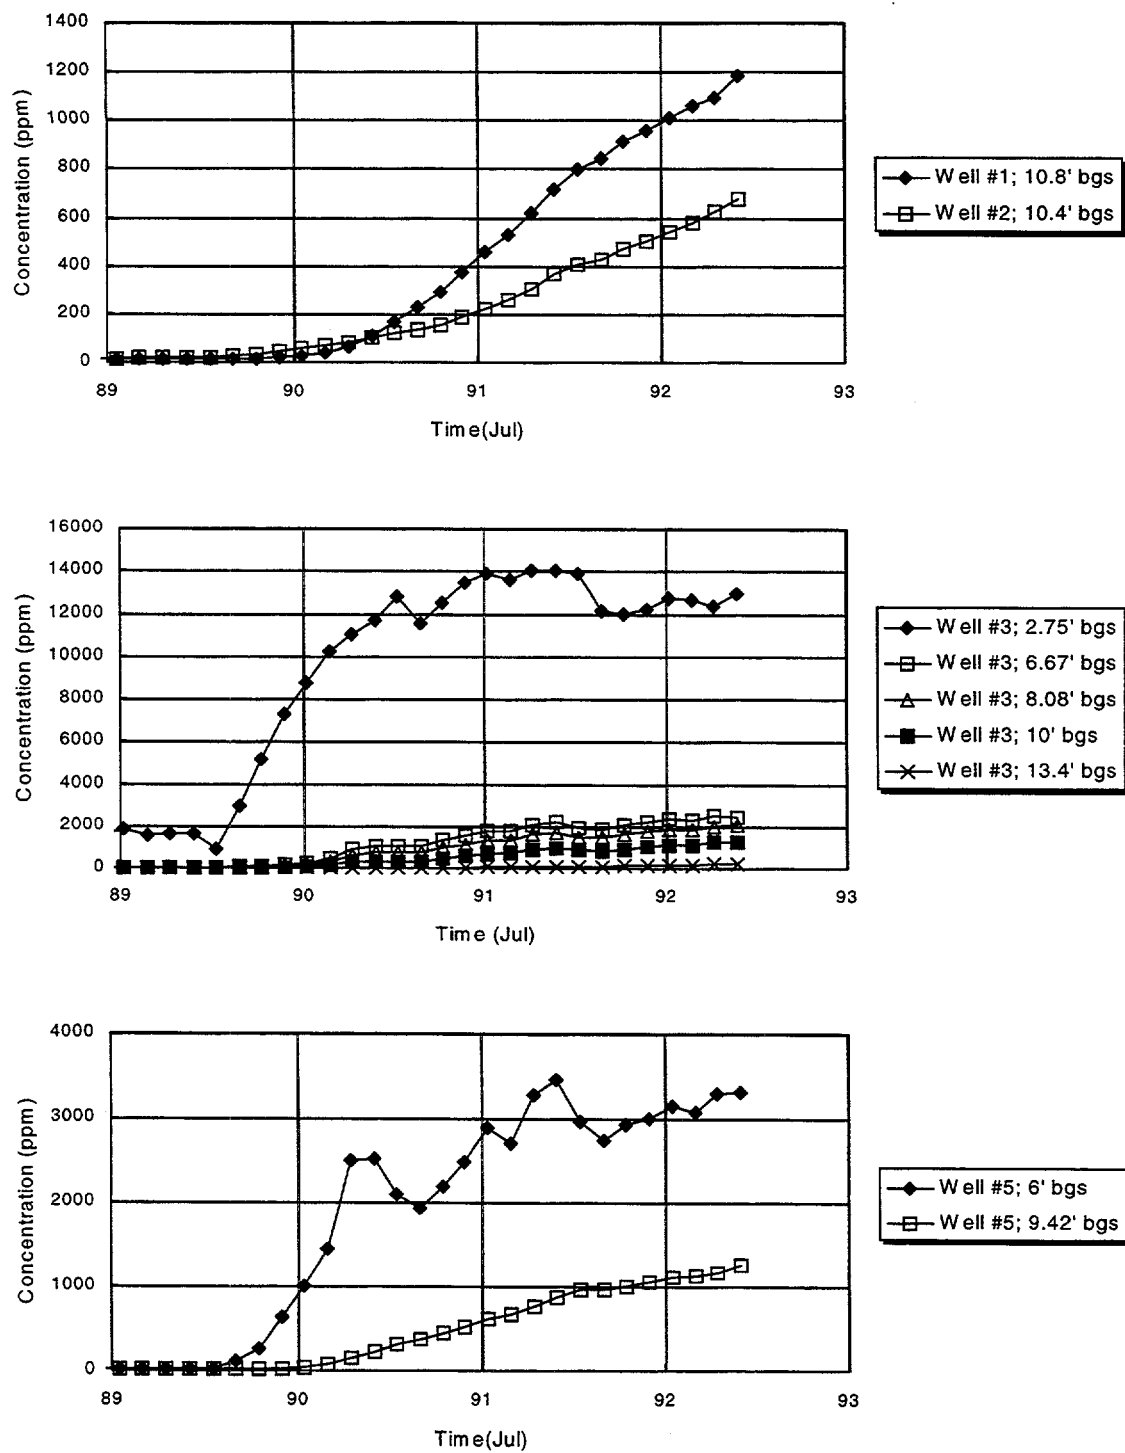 1400
1200
1000
800
600
400
200
0
Concentration (ppm)
89 90 91 92 93
Time(Jul)
Well #1; 10.8' bgs
Well #2; 10.4' bgs
16000
14000
12000
10000
8000
6000
4000
2000
0
Concentration (ppm)
89 90 91 92 93
Time (Jul)
Well #3; 2.75' bgs
Well #3; 6.67' bgs
Well #3; 8.08' bgs
Well #3; 10' bgs
Well #3; 13.4' bgs
4000
3000
2000
1000
0
Concentration (ppm)
89 90 91 92 93
Time(Jul)
Well #5; 6' bgs
Well #5; 9.42' bgs